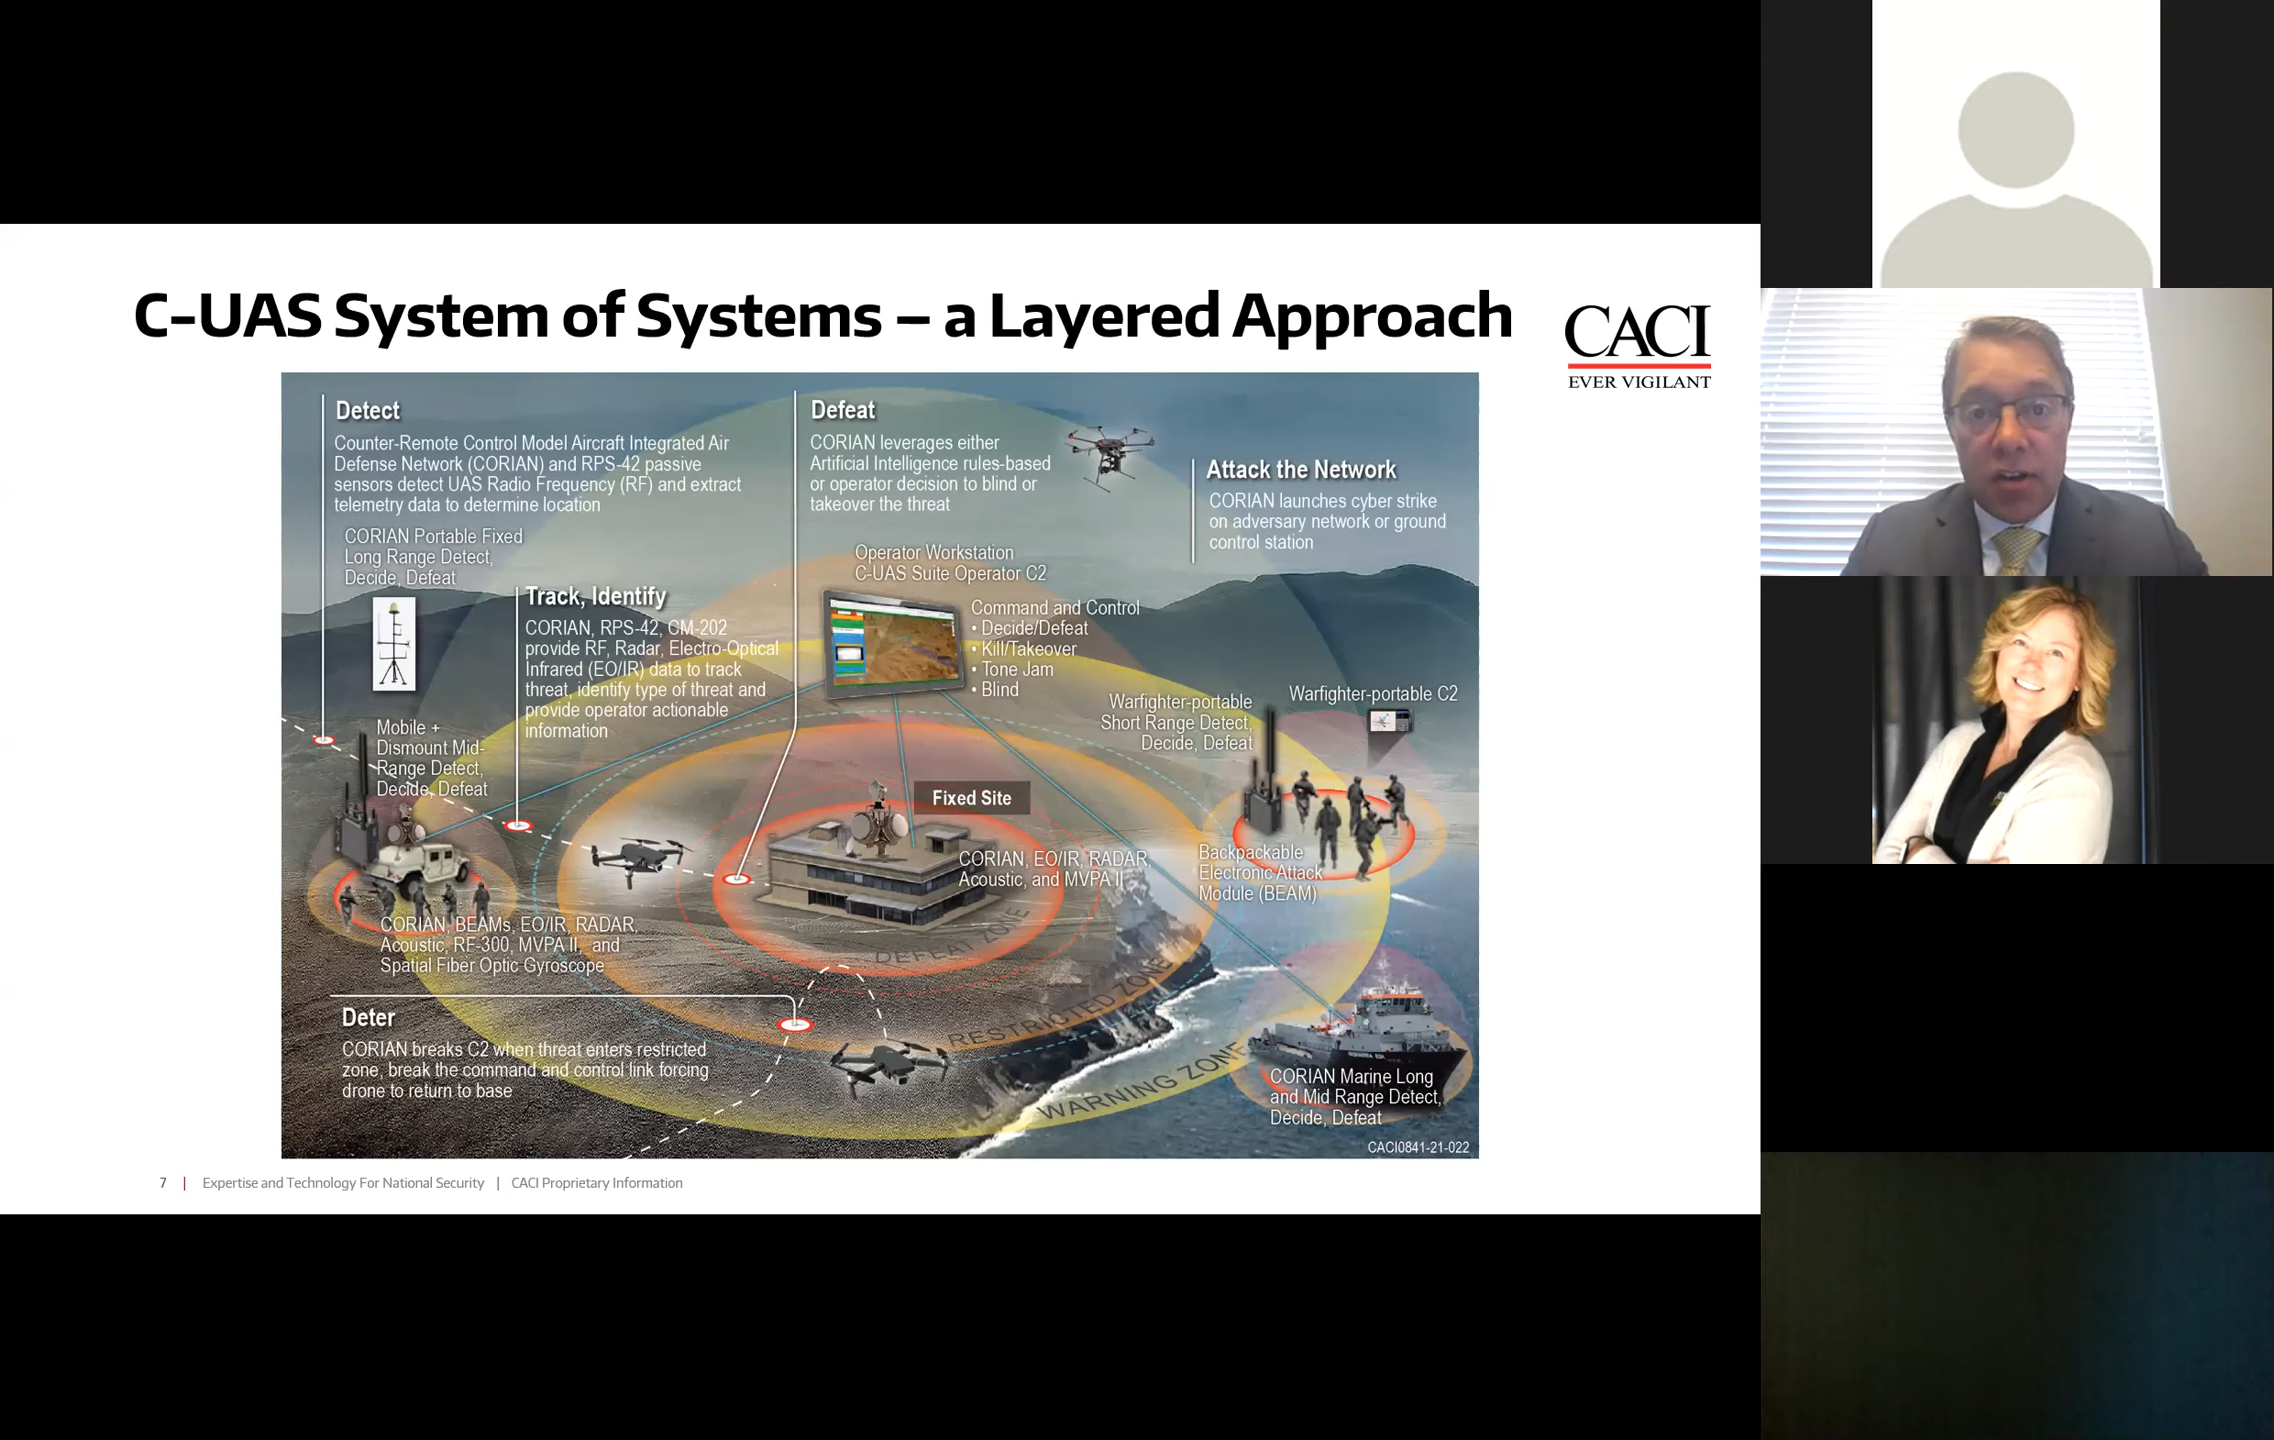 C-UAS System of Systems – a Layered Approach
CACI
EVER VIGILANT
Detect
Counter-Remote Control Model Aircraft Integrated Air
Defense Network (CORIAN) and RPS-42 passive
sensors detect UAS Radio Frequency (RF) and extract
telemetry data to determine location
CORIAN Portable Fixed
Long Range Detect,
Decide, Defeat
Track, Identify
CORIAN, RPS-42, CM-202
provide RF, Radar, Electro-Optical
Infrared (EO/IR) data to track
threat, identify type of threat and
provide operator actionable
information
Mobile +
Dismount Mid-
Range Detect,
Decide, Defeat
CORIAN, BEAMs, EO/IR, RADAR,
Acoustic, RF-300, MVPA II, and
Spatial Fiber Optic Gyroscope
Defeat
CORIAN leverages either
Artificial Intelligence rules-based
or operator decision to blind or
takeover the threat
Operator Workstation
C-UAS Suite Operator C2
Command and Control
• Decide/Defeat
• Kill/Takeover
• Tone Jam
• Blind
Attack the Network
CORIAN launches cyber strike
on adversary network or ground
control station
Warfighter-portable
Short Range Detect,
Decide, Defeat
Warfighter-portable C2
Fixed Site
CORIAN, EO/IR, RADAR,
Acoustic, and MVPA II
Backpackable
Electronic Attack
Module (BEAM)
DEFEAT ZONE
RESTRICTED ZONE
WARNING ZONE
Deter
CORIAN breaks C2 when threat enters restricted
zone, break the command and control link forcing
drone to return to base
CORIAN Marine Long
and Mid Range Detect,
Decide, Defeat
CACI0841-21-022
7 | Expertise and Technology For National Security | CACI Proprietary Information